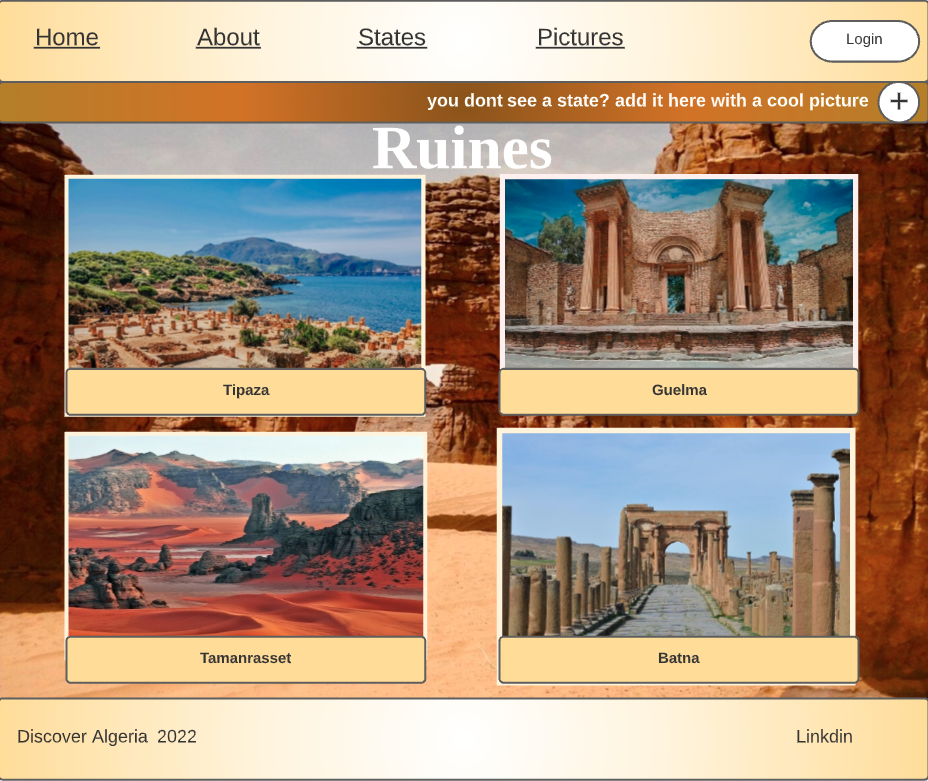 Home About States Pictures Login
you dont see a state? add it here with a cool picture +
Ruines
Tipaza Guelma
Tamanrasset Batna
Discover Algeria 2022 Linkdin